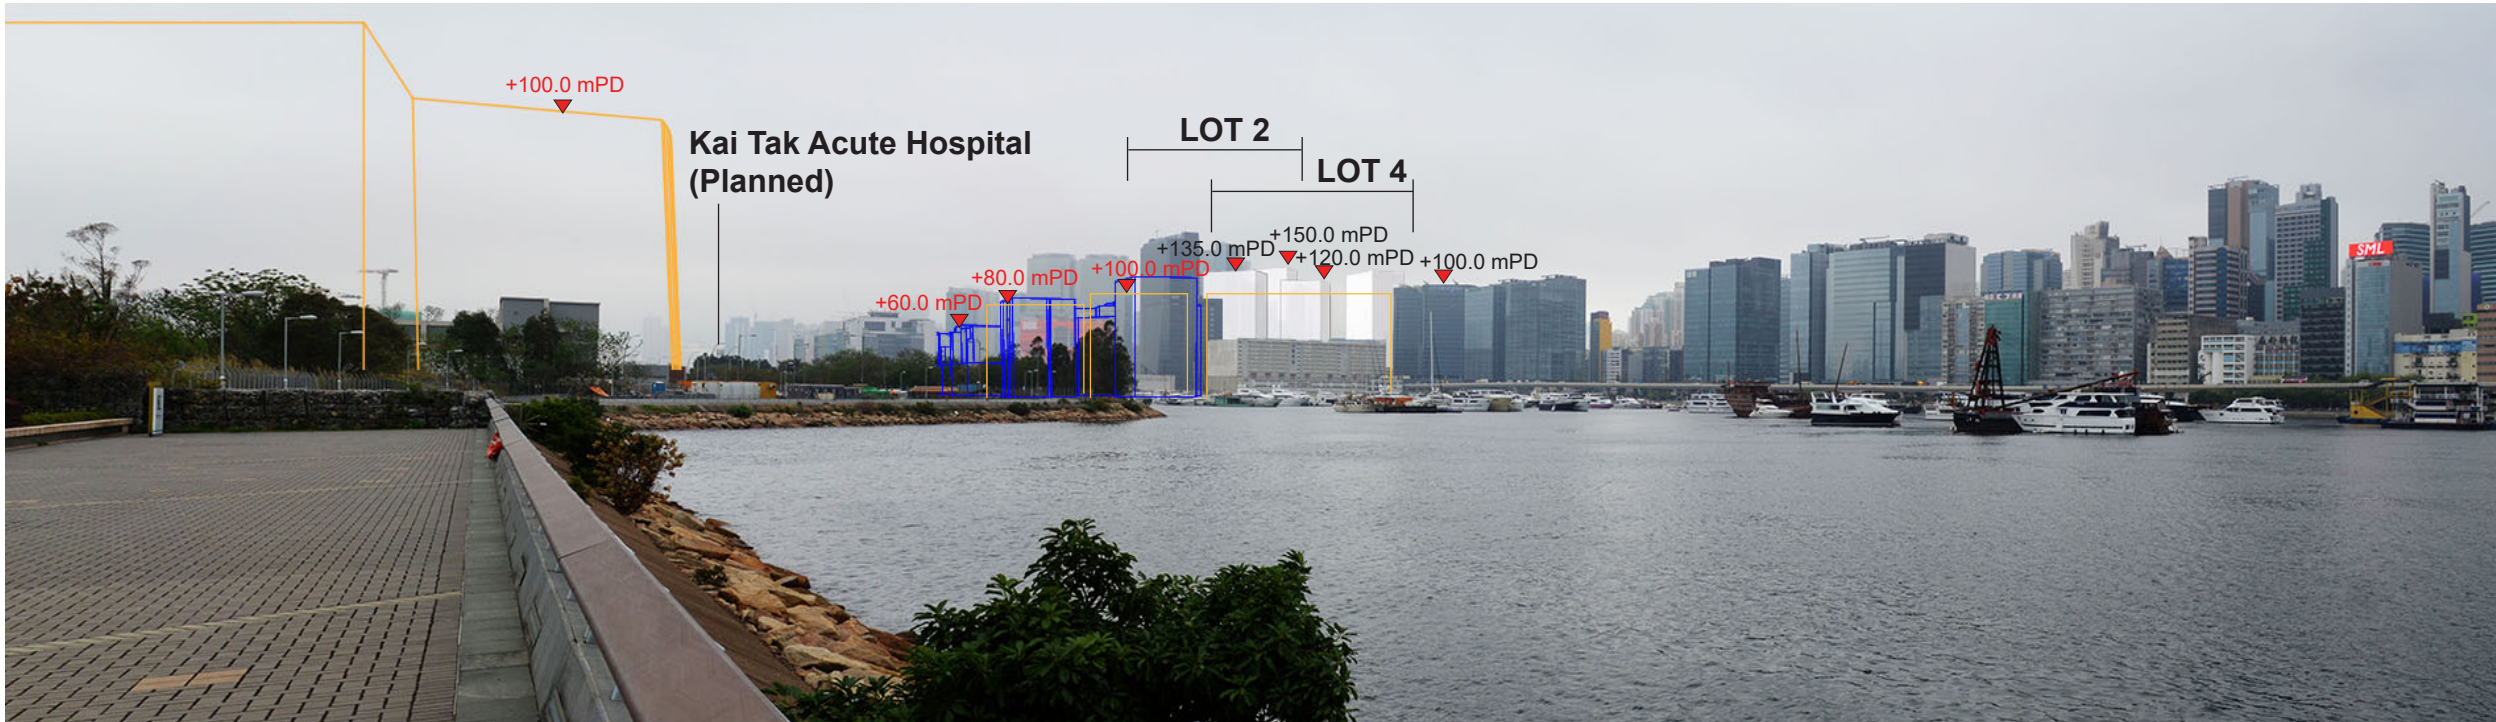 +100.0 mPD
Kai Tak Acute Hospital
(Planned)
LOT 2
LOT 4
+150.0 mPD
+135.0 mPD
+120.0 mPD
+100.0 mPD
+100.0 mPD
+80.0 mPD
+60.0 mPD
SML